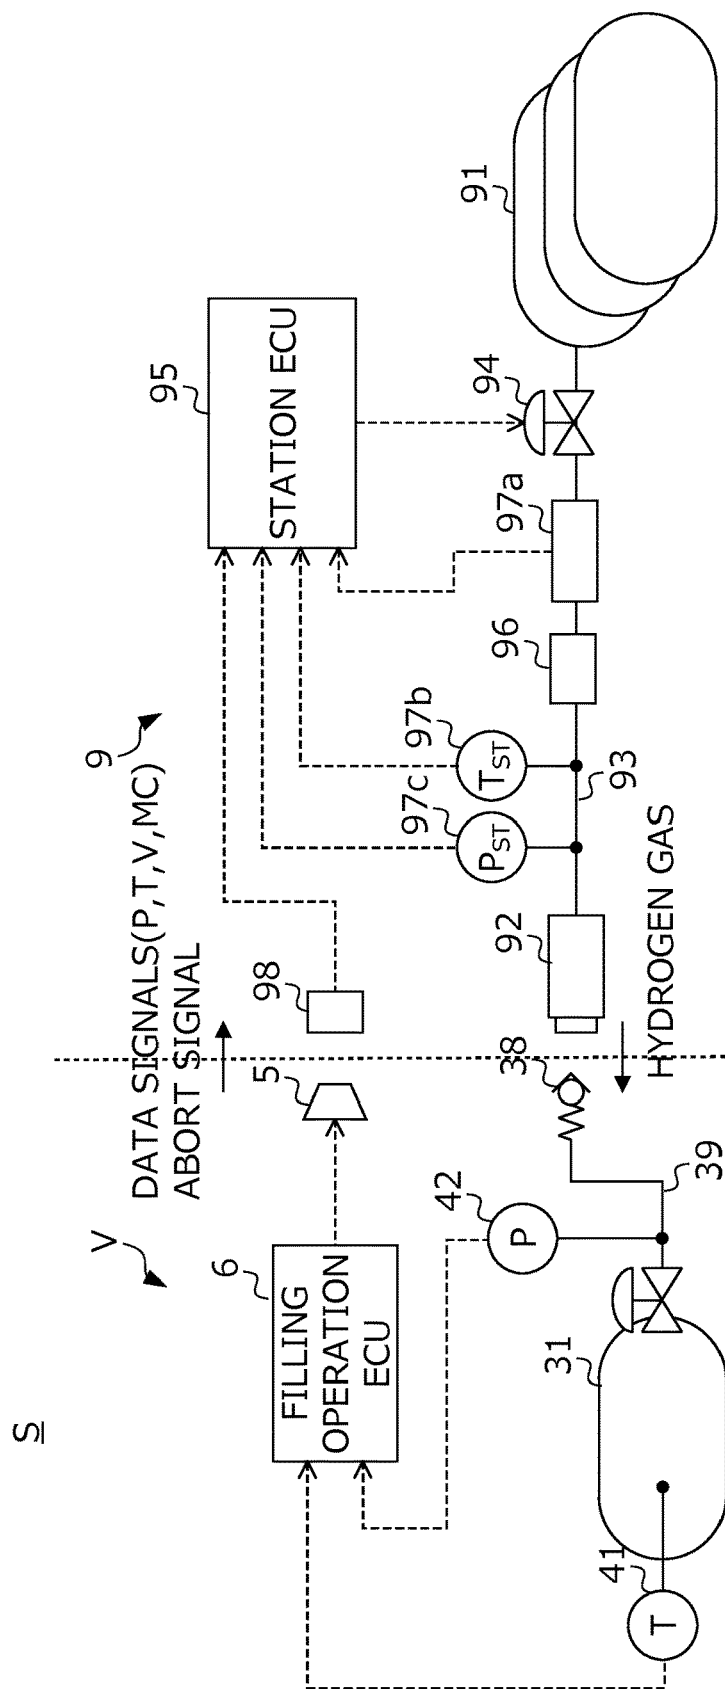 S
V
DATA SIGNALS(P,T,V,MC)
ABORT SIGNAL
9
6
FILLING
OPERATION
ECU
5
98
95
STATION ECU
42
P
38
92
97c
PST
97b
TST
96
97a
94
91
31
41
T
39
HYDROGEN GAS
93